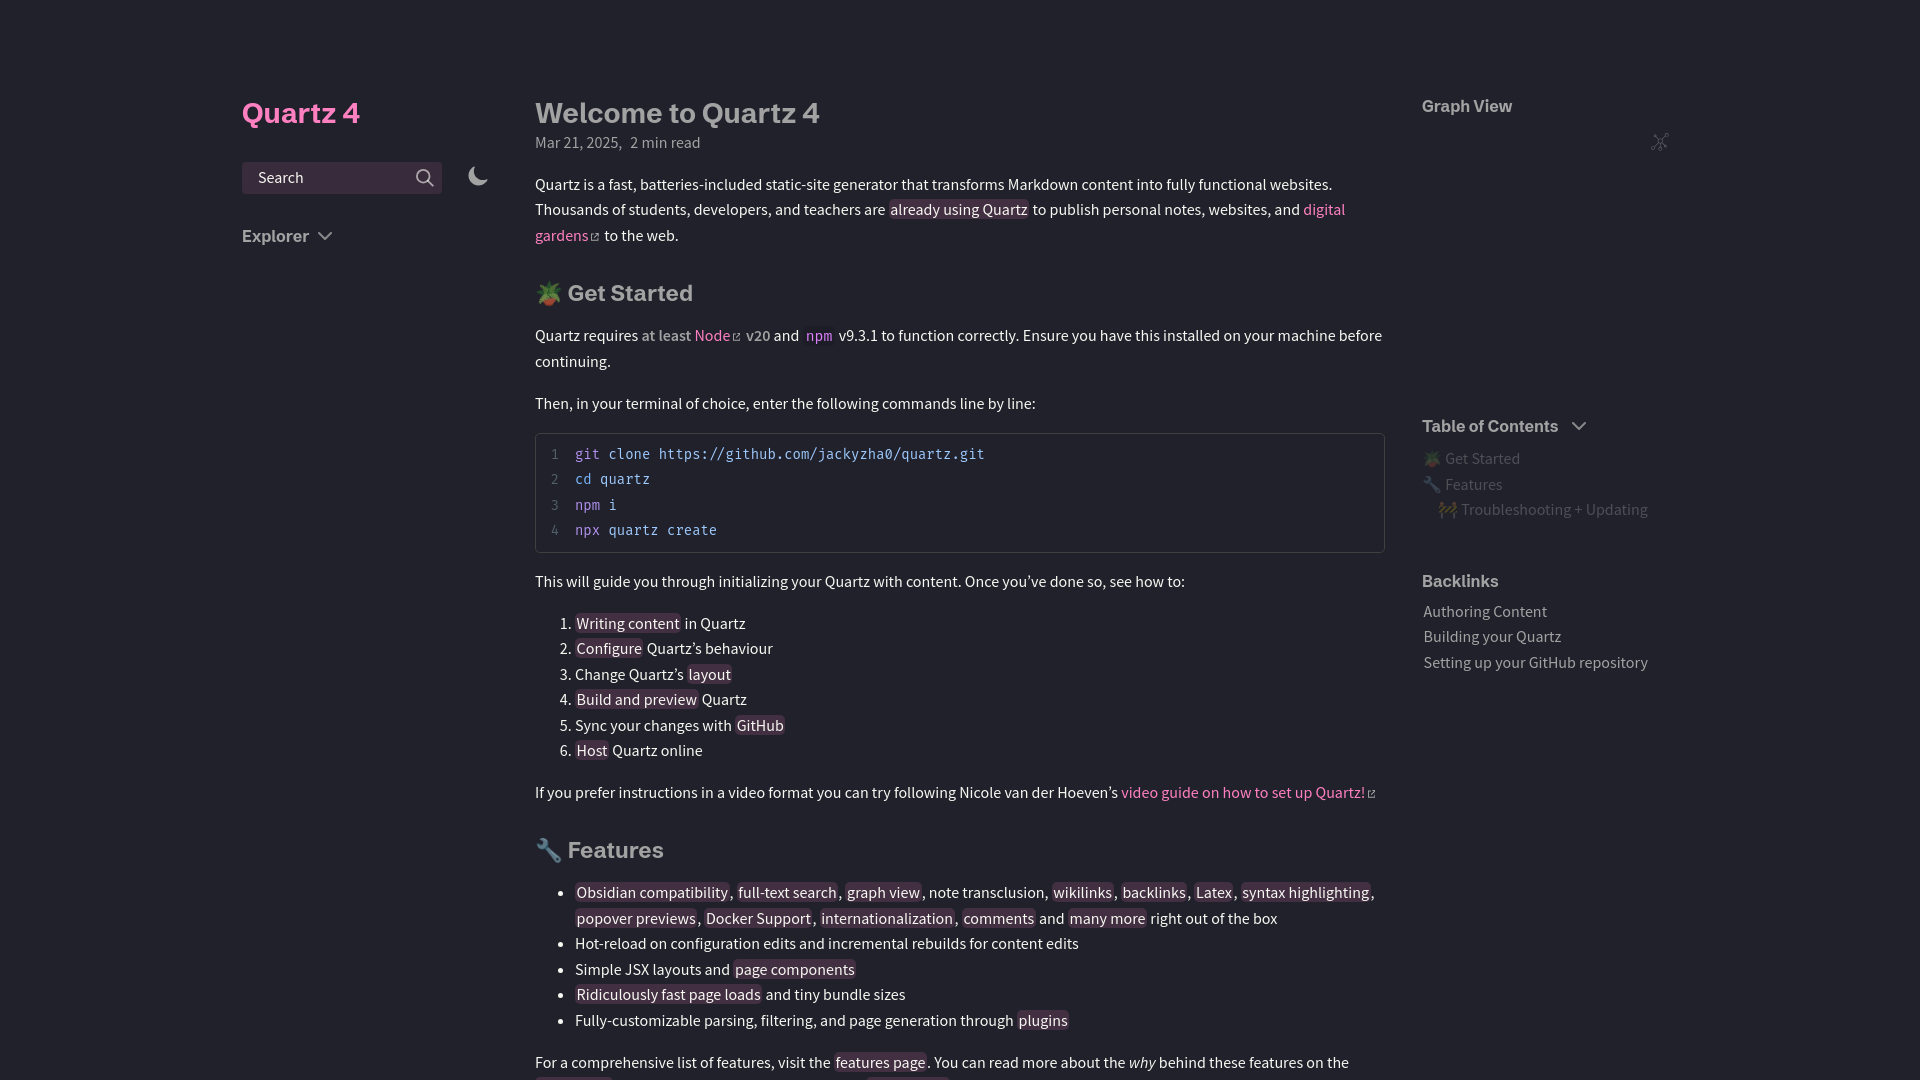 Quartz 4
Search
Explorer
Welcome to Quartz 4
Mar 21, 2025, 2 min read
Quartz is a fast, batteries-included static-site generator that transforms Markdown content into fully functional websites.
Thousands of students, developers, and teachers are already using Quartz to publish personal notes, websites, and digital
gardens to the web.
🪴 Get Started
Quartz requires at least Node v20 and npm v9.3.1 to function correctly. Ensure you have this installed on your machine before
continuing.
Then, in your terminal of choice, enter the following commands line by line:
1 git clone https://github.com/jackyzha0/quartz.git
2 cd quartz
3 npm i
4 npx quartz create
This will guide you through initializing your Quartz with content. Once you’ve done so, see how to:
1. Writing content in Quartz
2. Configure Quartz’s behaviour
3. Change Quartz’s layout
4. Build and preview Quartz
5. Sync your changes with GitHub
6. Host Quartz online
If you prefer instructions in a video format you can try following Nicole van der Hoeven’s video guide on how to set up Quartz!
🔧 Features
• Obsidian compatibility, full-text search, graph view, note transclusion, wikilinks, backlinks, Latex, syntax highlighting,
popover previews, Docker Support, internationalization, comments and many more right out of the box
• Hot-reload on configuration edits and incremental rebuilds for content edits
• Simple JSX layouts and page components
• Ridiculously fast page loads and tiny bundle sizes
• Fully-customizable parsing, filtering, and page generation through plugins
For a comprehensive list of features, visit the features page. You can read more about the why behind these features on the
Graph View
Table of Contents
🪴 Get Started
🔧 Features
🚧 Troubleshooting + Updating
Backlinks
Authoring Content
Building your Quartz
Setting up your GitHub repository